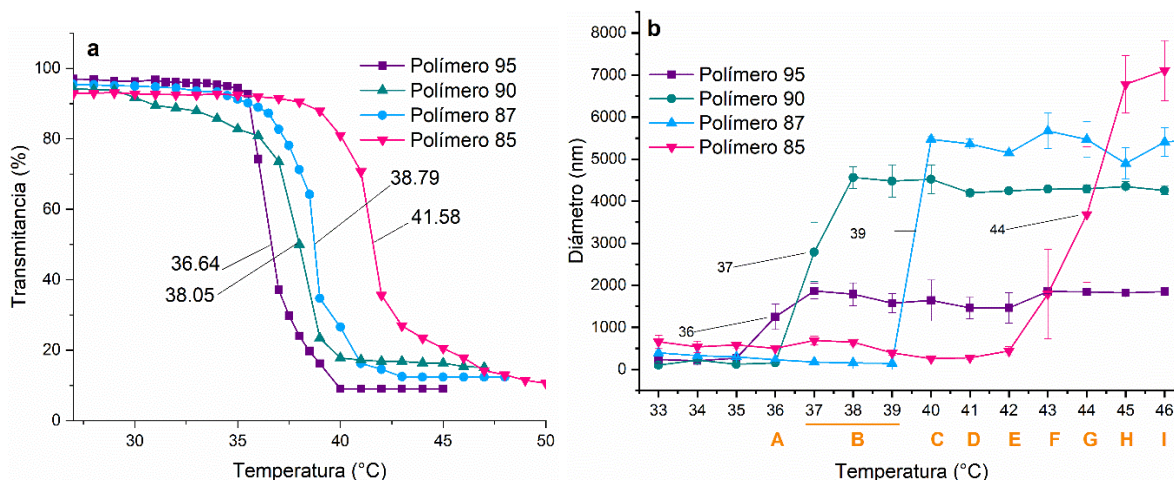 a
Transmitancia (%)
100
80
60
40
20
0
Polímero 95
Polímero 90
Polímero 87
Polímero 85
38.79
41.58
36.64
38.05
30 35 40 45 50
Temperatura (°C)
b
Diámetro (nm)
8000
7000
6000
5000
4000
3000
2000
1000
0
Polímero 95
Polímero 90
Polímero 87
Polímero 85
39
44
37
36
33 34 35 36 37 38 39 40 41 42 43 44 45 46
A B C D E F G H I
Temperatura (°C)